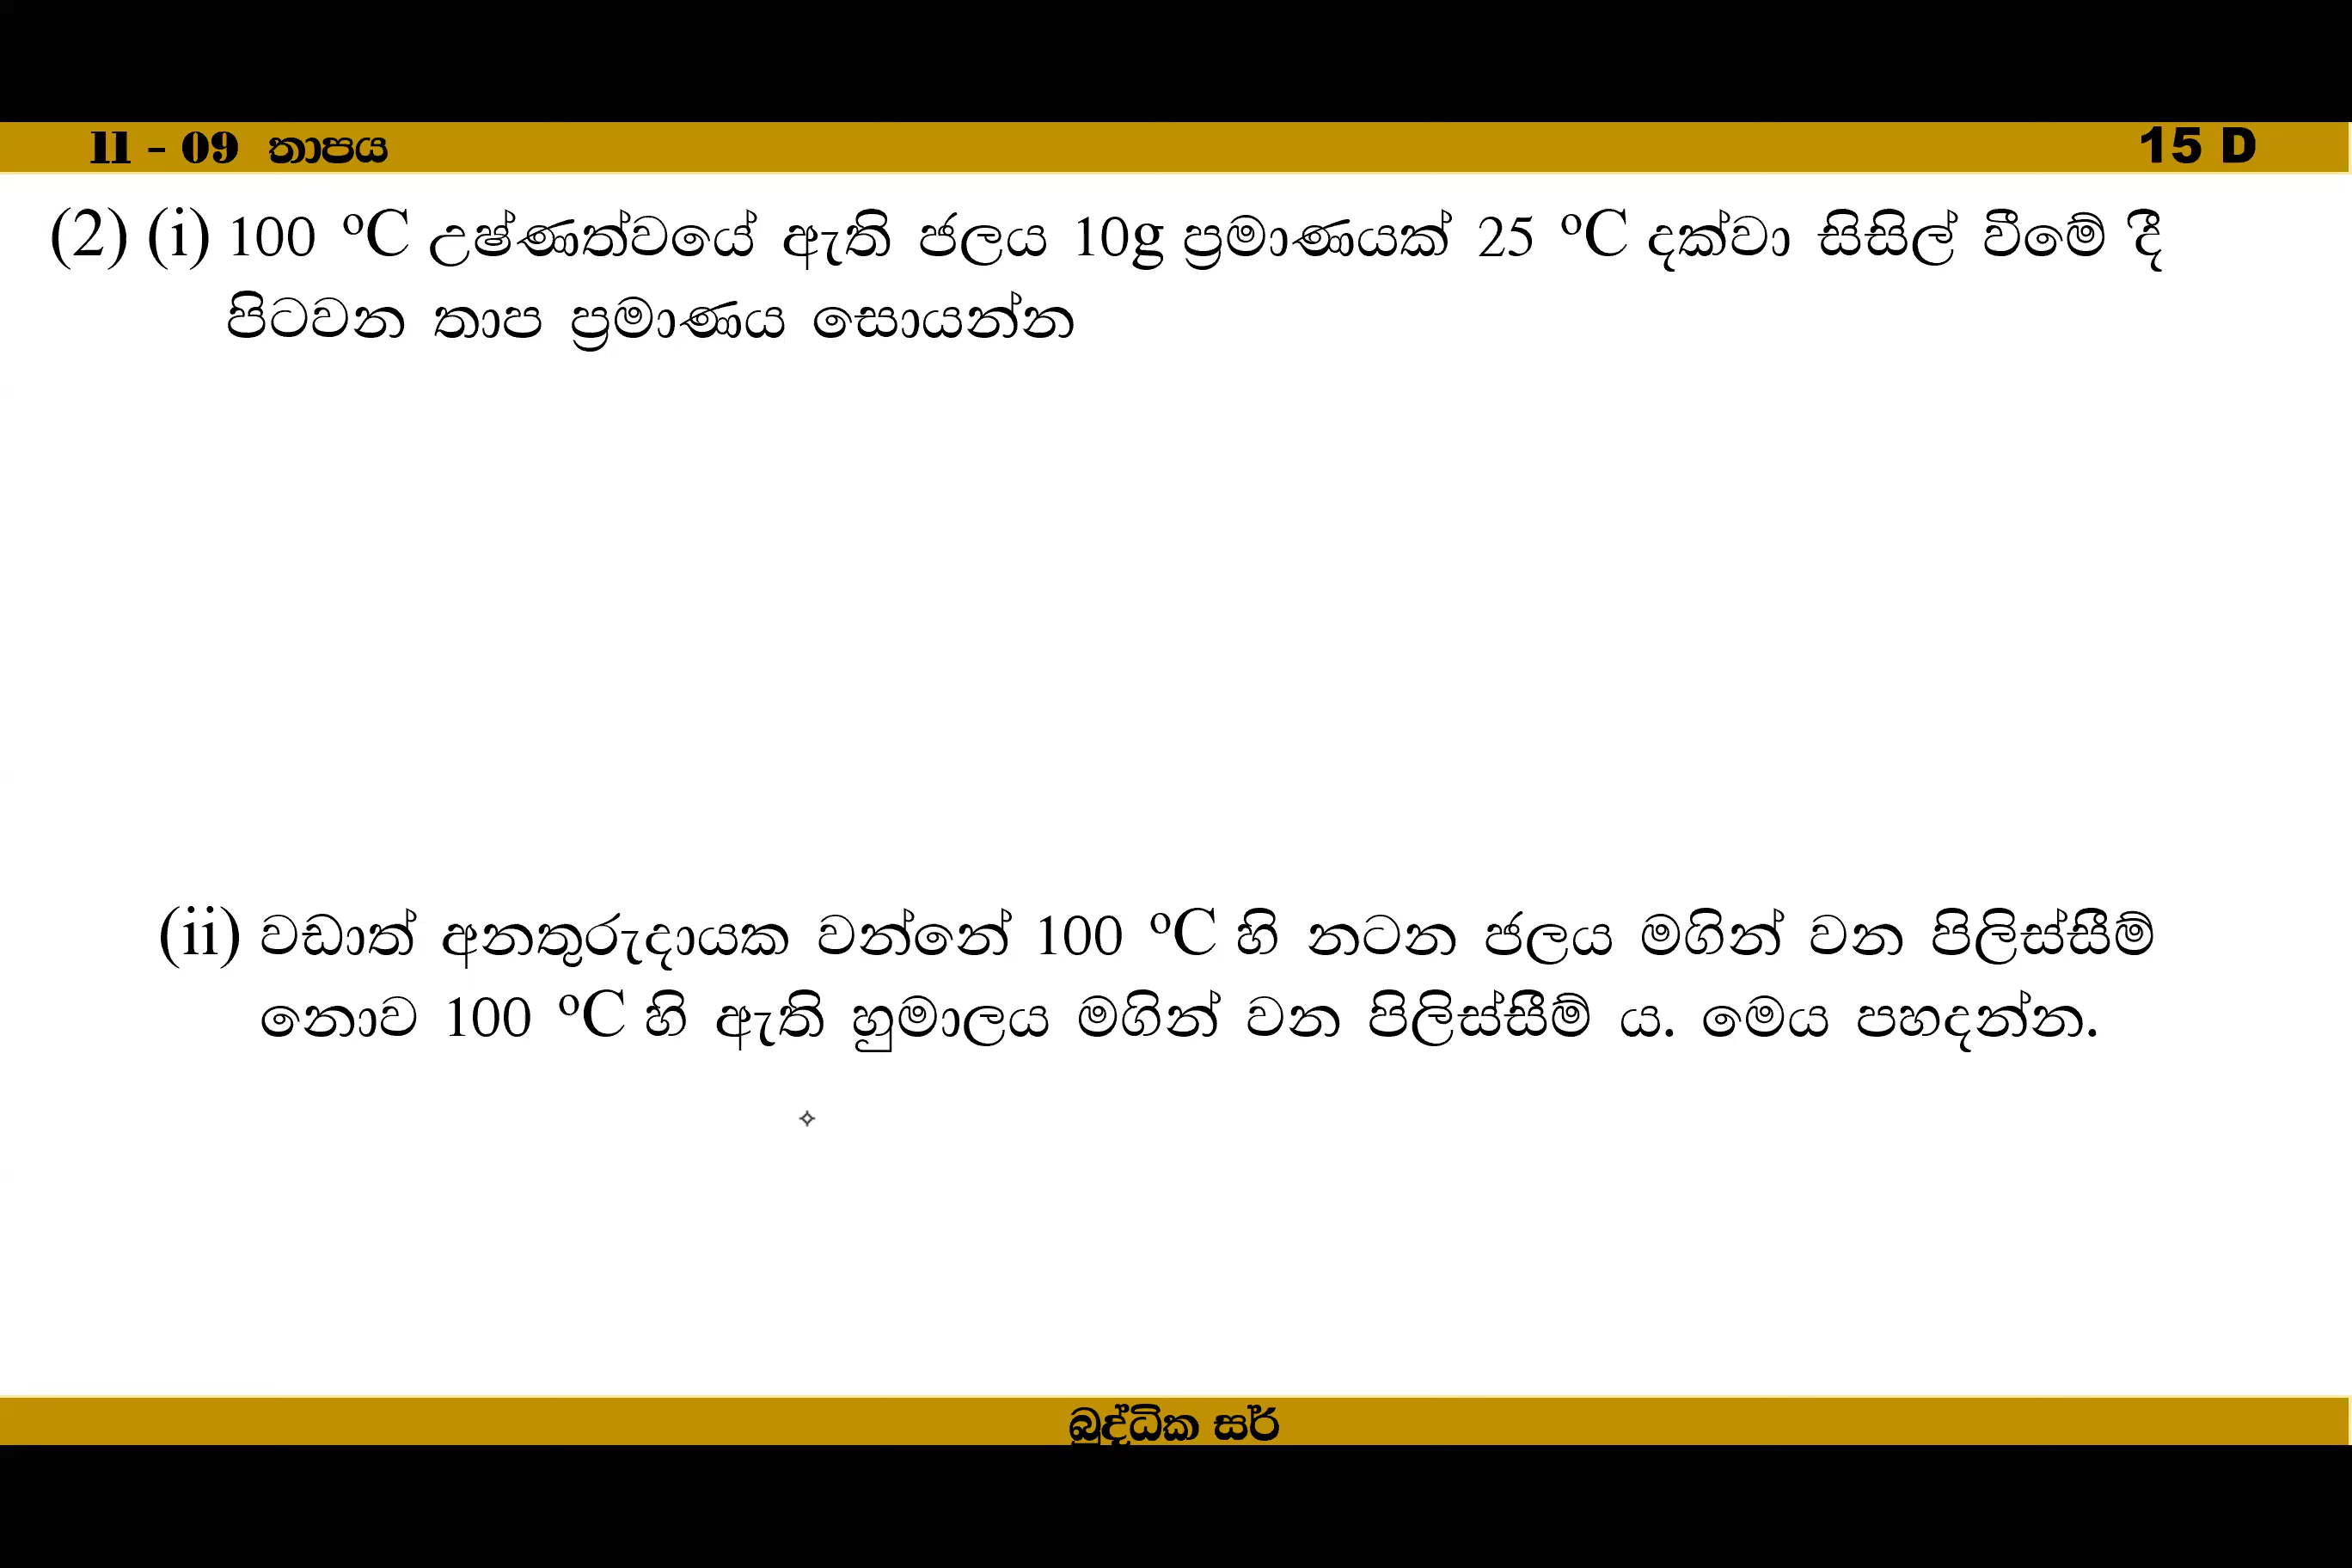 11 - 09 තාපය
15 D
(2) (i) 100 °C උෂ්ණත්වයේ ඇති ජලය 10g ප්‍රමාණයක් 25 °C දක්වා සිසිල් වීමේ දී
පිටවන තාප ප්‍රමාණය සොයන්න
(ii) වඩාත් අනතුරුදායක වන්නේ 100 °C හි නටන ජලය මගින් වන පිලිස්සීම්
නොව 100 °C හි ඇති හුමාලය මගින් වන පිලිස්සීම් ය. මෙය පහදන්න.
බුද්ධික සර්